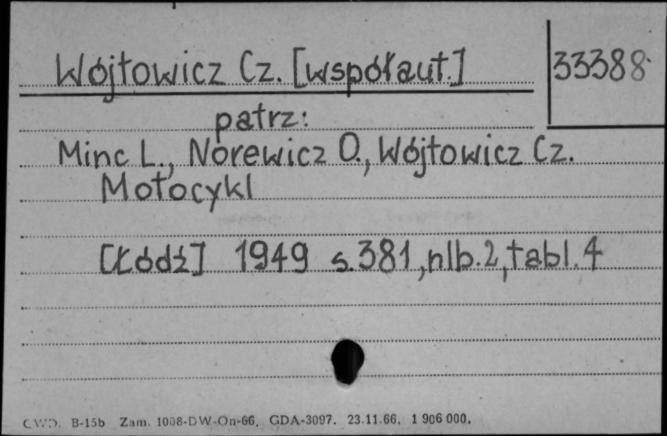 Wójtowicz Cz. [współaut.]
33388
patrz:
Minc L., Norewicz O., Wójtowicz Cz.
Motocykl
[Łódź] 1949 s.381, nlb.2, tabl.4
CWD. B-15b Zam. 1008-DW-On-66, GDA-3097. 23.11.66. 1 906 000.